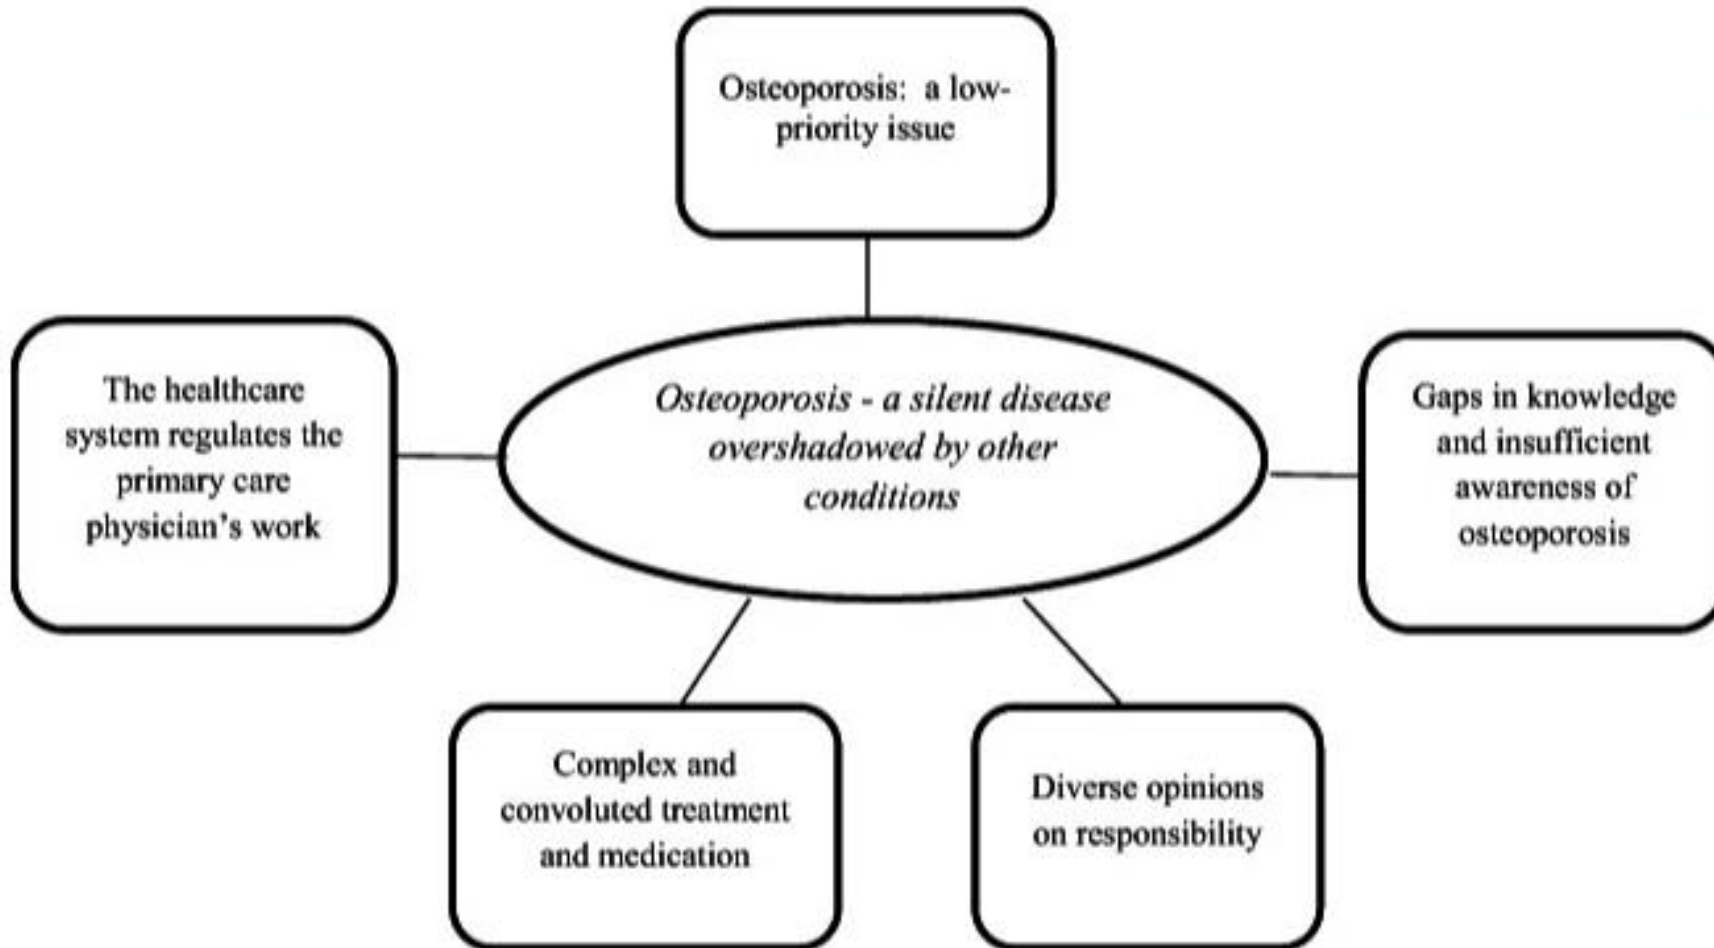 Osteoporosis: a low-
priority issue
The healthcare
system regulates the
primary care
physician's work
Osteoporosis - a silent disease
overshadowed by other
conditions
Gaps in knowledge
and insufficient
awareness of
osteoporosis
Complex and
convoluted treatment
and medication
Diverse opinions
on responsibility